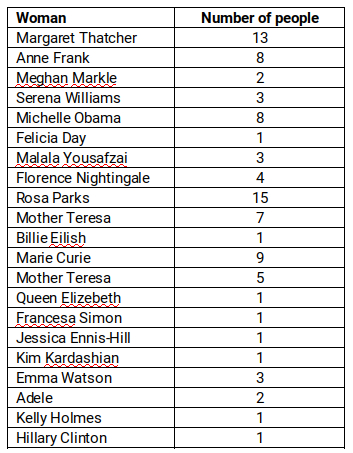 Woman Number of people
Margaret Thatcher 13
Anne Frank 8
Meghan Markle 2
Serena Williams 3
Michelle Obama 8
Felicia Day 1
Malala Yousafzai 3
Florence Nightingale 4
Rosa Parks 15
Mother Teresa 7
Billie Eilish 1
Marie Curie 9
Mother Teresa 5
Queen Elizebeth 1
Francesa Simon 1
Jessica Ennis-Hill 1
Kim Kardashian 1
Emma Watson 3
Adele 2
Kelly Holmes 1
Hillary Clinton 1